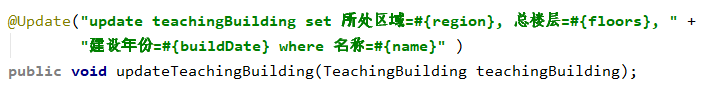 @Update("update teachingBuilding set 所处区域=#{region}, 总楼层=#{floors}, " +
"建设年份=#{buildDate} where 名称=#{name}" )
public void updateTeachingBuilding(TeachingBuilding teachingBuilding);